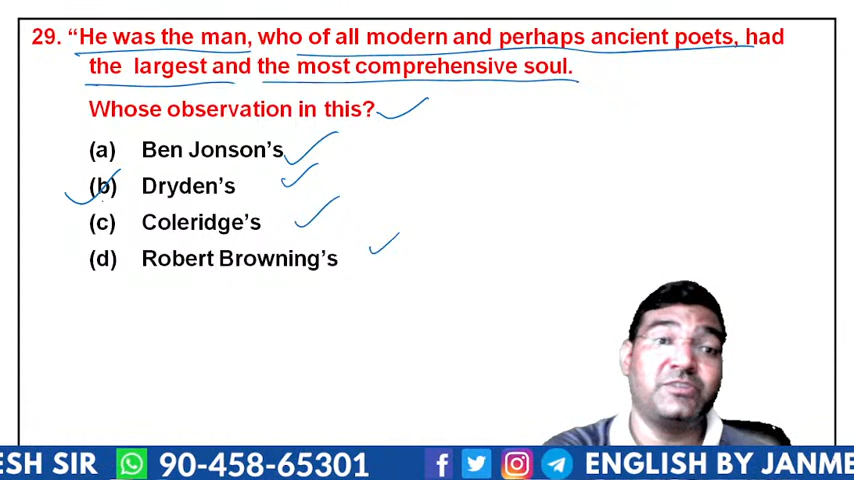 29. “He was the man, who of all modern and perhaps ancient poets, had
the largest and the most comprehensive soul.
Whose observation in this?
(a) Ben Jonson’s
(b) Dryden’s
(c) Coleridge’s
(d) Robert Browning’s
ESH SIR 90-458-65301 f ENGLISH BY JANME